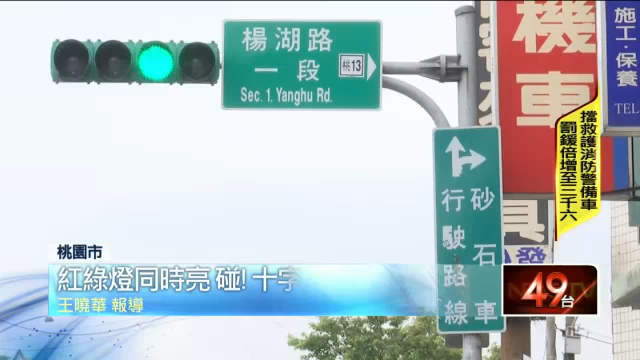 楊湖路
一段
桃13
Sec. 1, Yanghu Rd.
砂石車
行駛路線
機車
施工·保養
TEL
擋救護消防警備車
罰鍰倍增至三千六
桃園市
紅綠燈同時亮 碰! 十字
王曉華 報導
49台